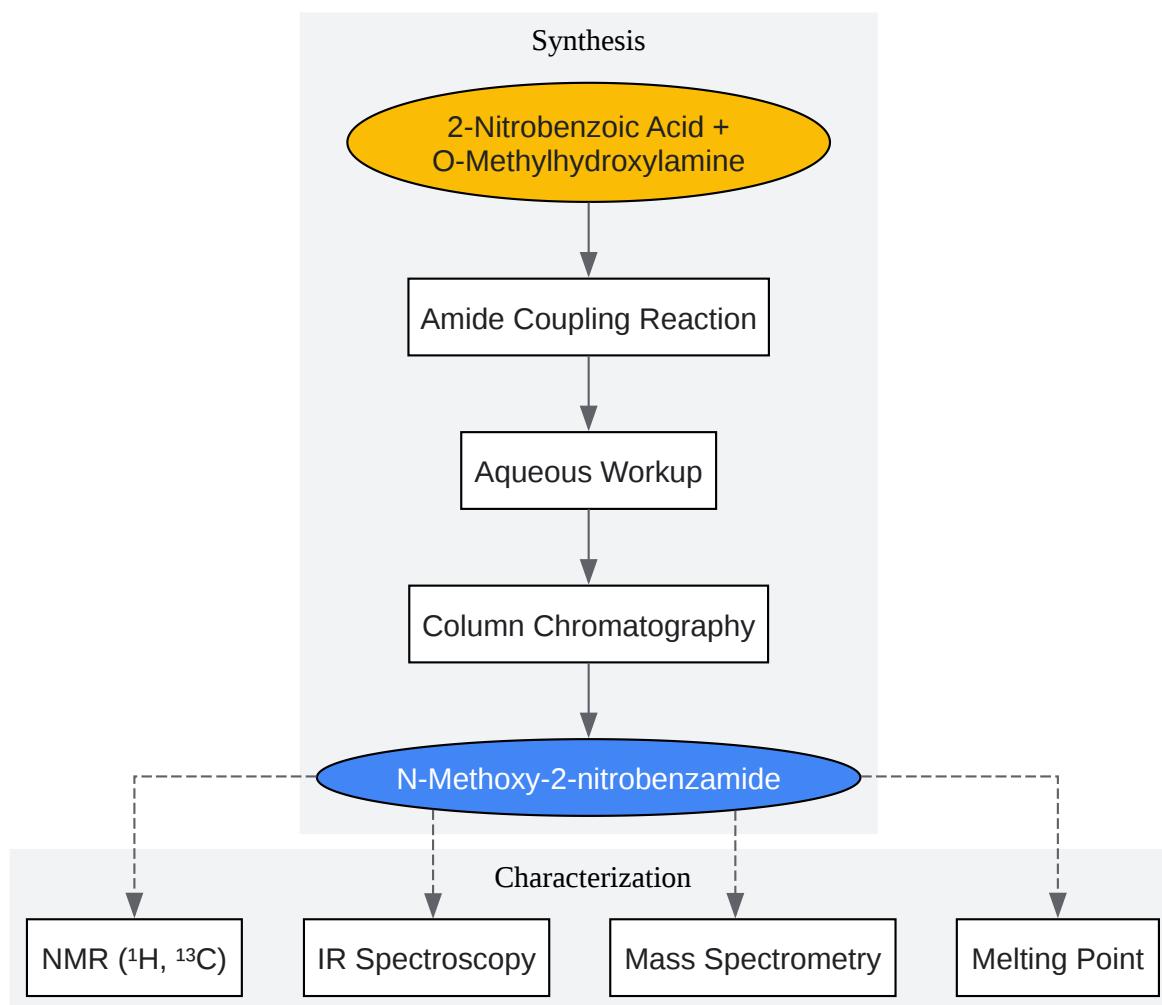 Synthesis
2-Nitrobenzoic Acid +
O-Methylhydroxylamine
Amide Coupling Reaction
Aqueous Workup
Column Chromatography
N-Methoxy-2-nitrobenzamide
Characterization
NMR (¹H, ¹³C)
IR Spectroscopy
Mass Spectrometry
Melting Point